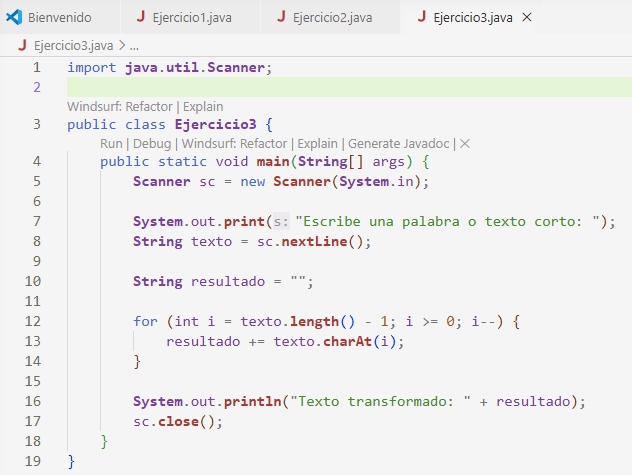 Bienvenido J Ejercicio1.java J Ejercicio2.java J Ejercicio3.java ×
J Ejercicio3.java > ...
1 import java.util.Scanner;
2
Windsurf: Refactor | Explain
3 public class Ejercicio3 {
Run | Debug | Windsurf: Refactor | Explain | Generate Javadoc | ×
4 public static void main(String[] args) {
5 Scanner sc = new Scanner(System.in);
6
7 System.out.print(s: "Escribe una palabra o texto corto: ");
8 String texto = sc.nextLine();
9
10 String resultado = "";
11
12 for (int i = texto.length() - 1; i >= 0; i--) {
13 resultado += texto.charAt(i);
14 }
15
16 System.out.println("Texto transformado: " + resultado);
17 sc.close();
18 }
19 }